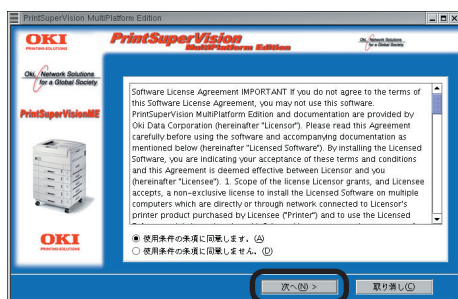 PrintSuperVision MultiPlatform Edition
OKI
PRINTING SOLUTIONS
PrintSuperVision
MultiPlatform Edition
Oki, Network Solutions
for a Global Society
Oki, Network Solutions
for a Global Society
PrintSuperVisionME
OKI
PRINTING SOLUTIONS
Software License Agreement IMPORTANT If you do not agree to the terms of
this Software License Agreement, you may not use this software.
PrintSuperVision MultiPlatform Edition and documentation are provided by
Oki Data Corporation (hereinafter "Licensor"). Please read this Agreement
carefully before using the software and accompanying documentation as
mentioned below (hereinafter "Licensed Software"). By installing the Licensed
Software, you are indicating your acceptance of these terms and conditions
and this Agreement is deemed effective between Licensor and you
(hereinafter "Licensee"). 1. Scope of the license Licensor grants, and Licensee
accepts, a non-exclusive license to install the Licensed Software on multiple
computers which are directly or through network connected to Licensor's
printer product purchased by Licensee ("Printer") and to use the Licensed
使用条件の条項に同意します。(A)
使用条件の条項に同意しません。(D)
次へ(N) >
取り消し(C)